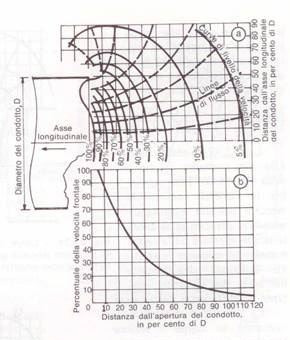 a
Curve di livello della velocità
Linee di flusso
Diametro del condotto, D
Asse
longitudinale
Distanza dall'asse longitudinale
del condotto, in per cento di D
90
80
70
60
50
40
30
20
10
0
100%
90%
80%
70%
60%
50%
40%
30%
20%
10%
5%
b
Percentuale della velocità frontale
100
90
80
70
60
50
40
30
20
10
0 10 20 30 40 50 60 70 80 90 100 110 120
Distanza dall'apertura del condotto,
in per cento di D